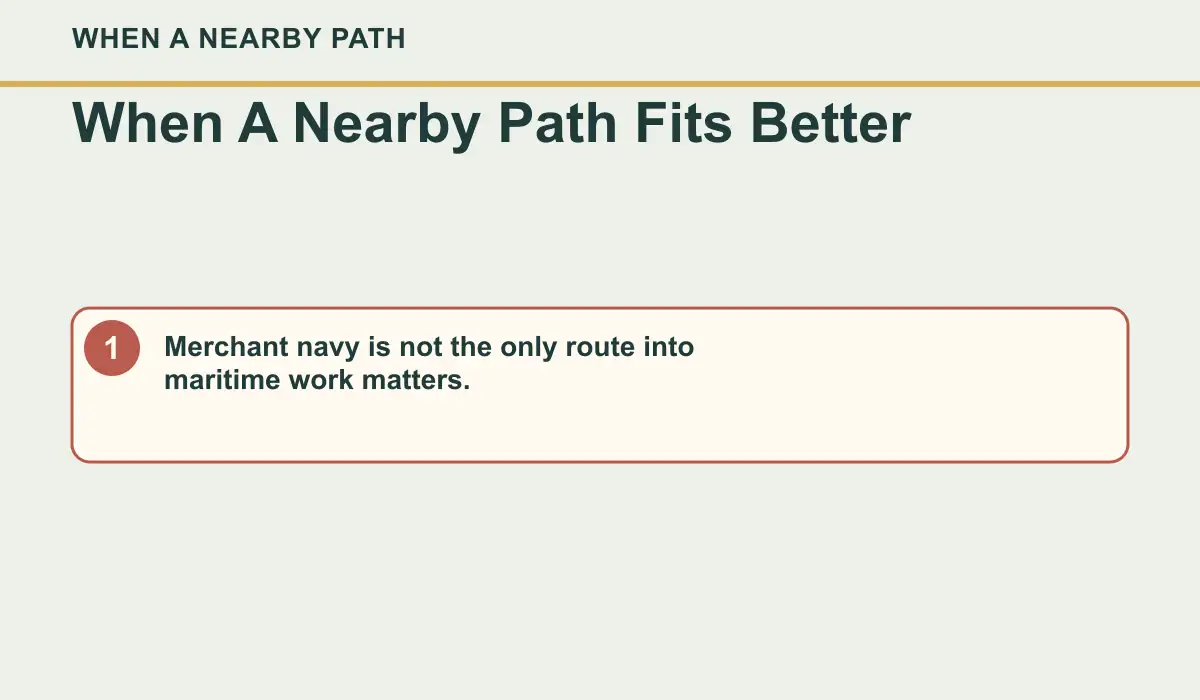 WHEN A NEARBY PATH
When A Nearby Path Fits Better
1
Merchant navy is not the only route into
maritime work matters.